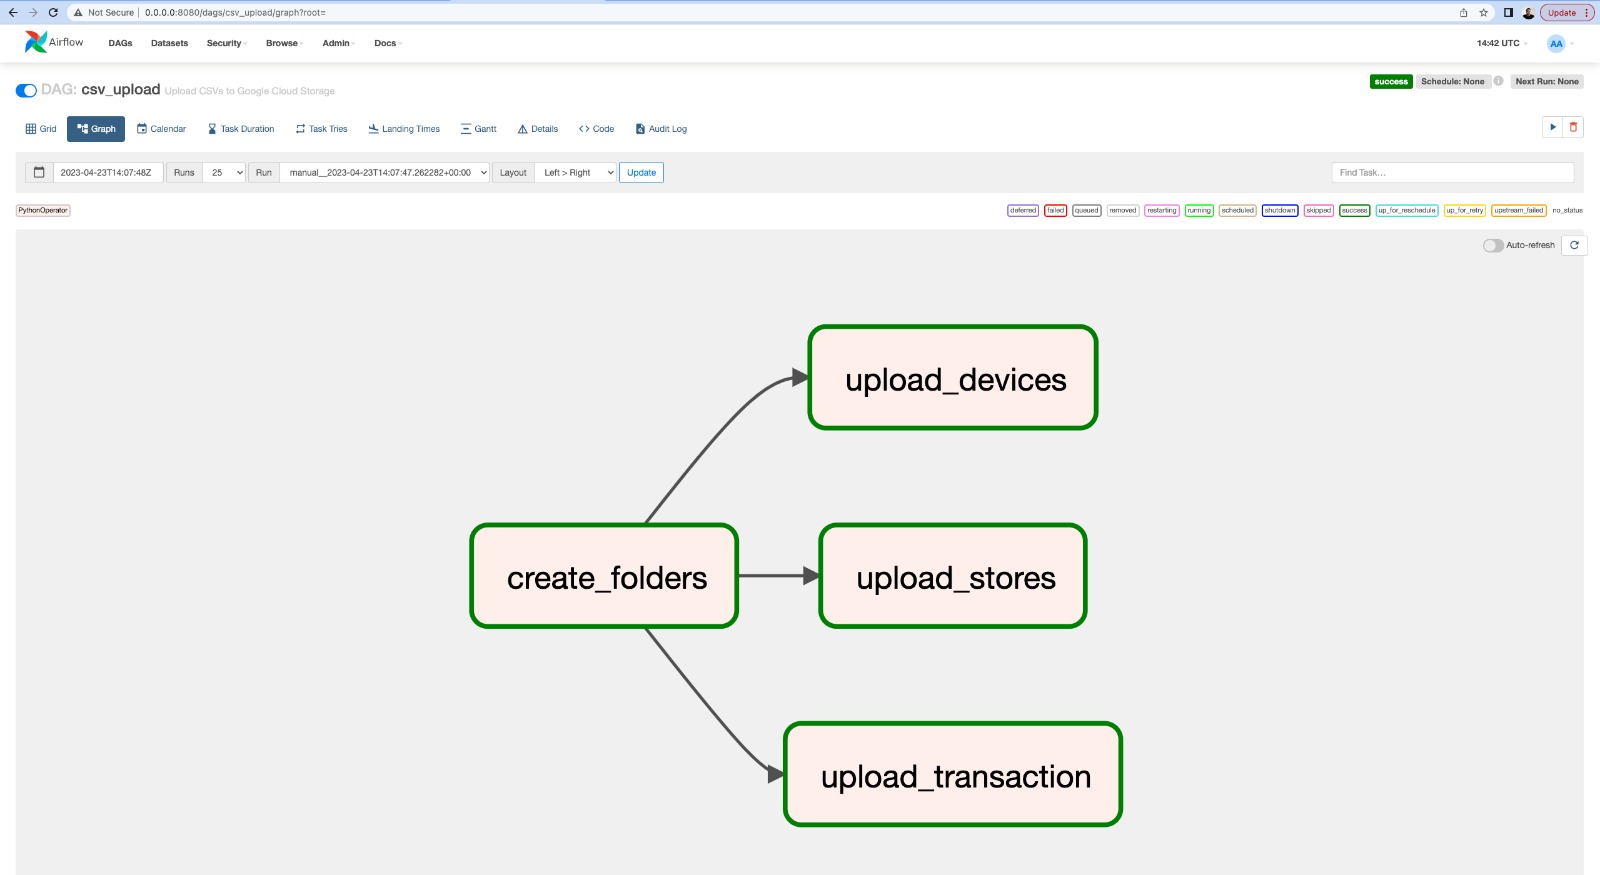 Not Secure | 0.0.0.0:8080/dags/csv_upload/graph?root=
Update
Airflow DAGs Datasets Security Browse Admin Docs 14:42 UTC AA
DAG: csv_upload Upload CSVs to Google Cloud Storage success Schedule: None i Next Run: None
Grid Graph Calendar Task Duration Task Tries Landing Times Gantt Details <> Code Audit Log
2023-04-23T14:07:48Z Runs 25 Run manual__2023-04-23T14:07:47.262282+00:00 Layout Left > Right Update Find Task...
PythonOperator deferred failed queued removed restarting running scheduled shutdown skipped success up_for_reschedule up_for_retry upstream_failed no_status
Auto-refresh
upload_devices
create_folders upload_stores
upload_transaction